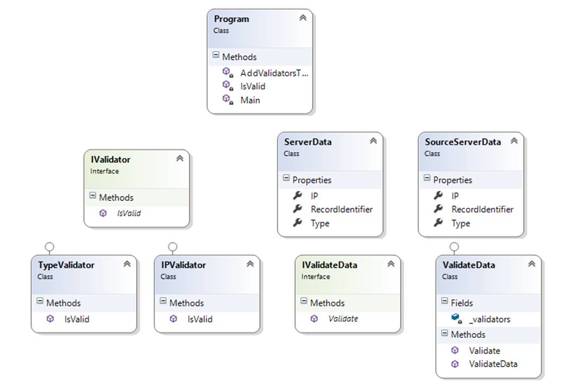 Program
Class
Methods
AddValidatorsT...
IsValid
Main
IValidator
Interface
Methods
IsValid
ServerData
Class
Properties
IP
RecordIdentifier
Type
SourceServerData
Class
Properties
IP
RecordIdentifier
Type
TypeValidator
Class
Methods
IsValid
IPValidator
Class
Methods
IsValid
IValidateData
Interface
Methods
Validate
ValidateData
Class
Fields
_validators
Methods
Validate
ValidateData